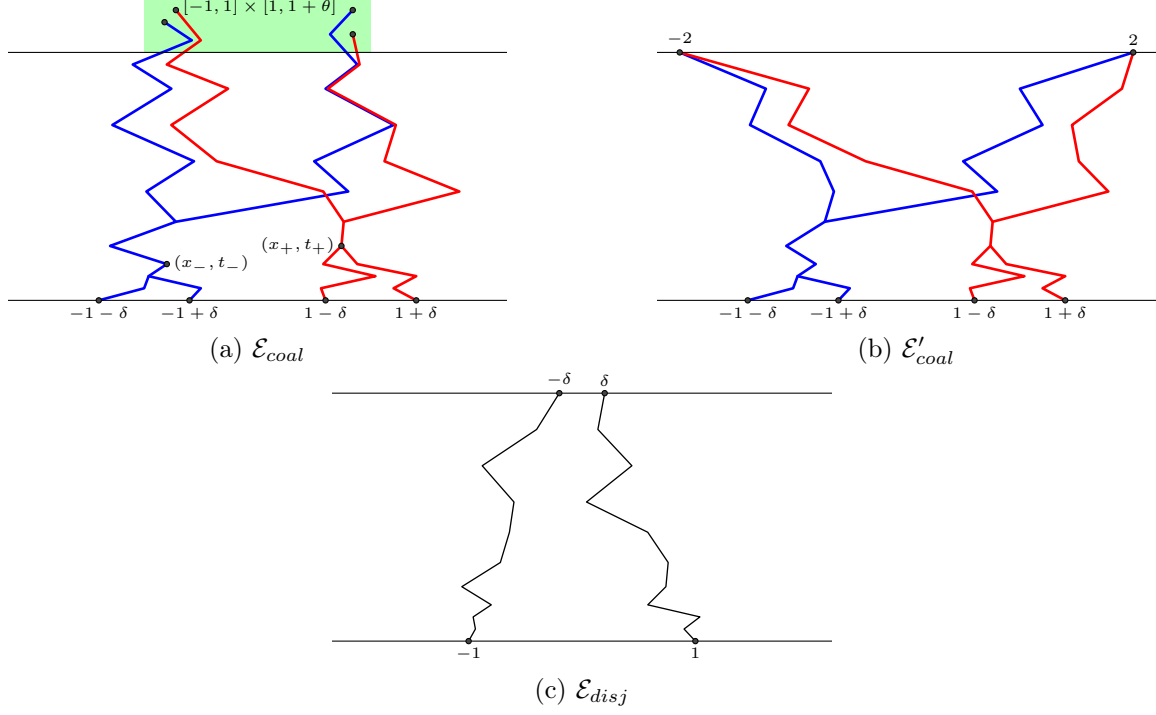 [−1, 1] × [1, 1 + θ]
−2 2
(x₊, t₊)
(x₋, t₋)
−1 − δ −1 + δ 1 − δ 1 + δ
−1 − δ −1 + δ 1 − δ 1 + δ
(a) ℰ_coal
(b) ℰ′_coal
−δ δ
−1 1
(c) ℰ_disj